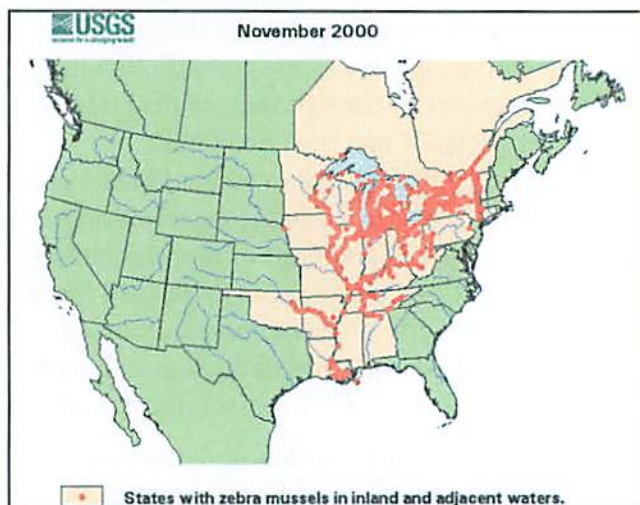 USGS
November 2000
States with zebra mussels in inland and adjacent waters.